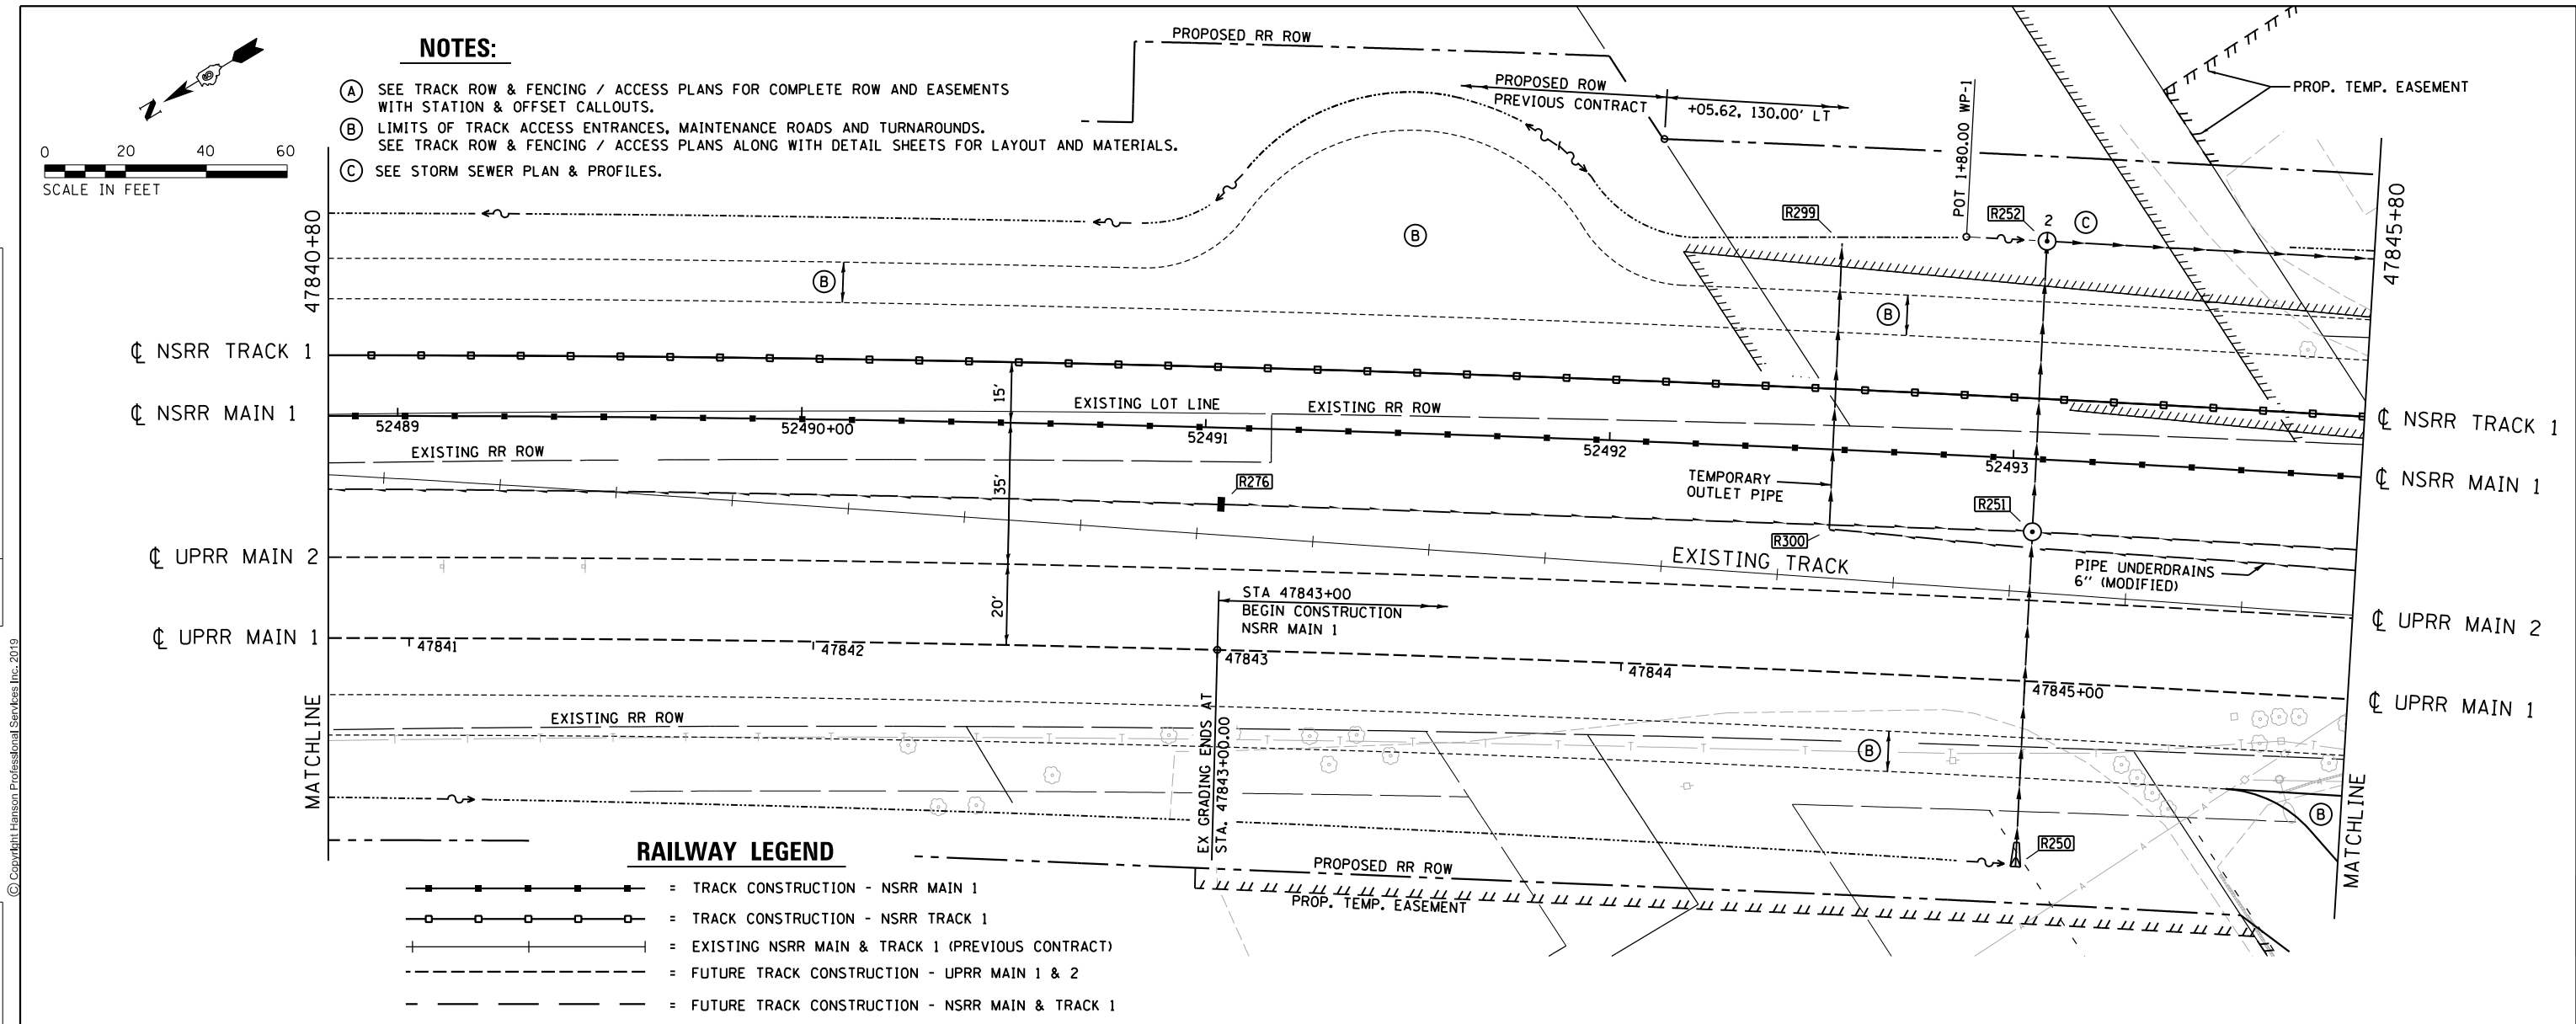 NOTES:
A SEE TRACK ROW & FENCING / ACCESS PLANS FOR COMPLETE ROW AND EASEMENTS
WITH STATION & OFFSET CALLOUTS.
B LIMITS OF TRACK ACCESS ENTRANCES, MAINTENANCE ROADS AND TURNAROUNDS.
SEE TRACK ROW & FENCING / ACCESS PLANS ALONG WITH DETAIL SHEETS FOR LAYOUT AND MATERIALS.
C SEE STORM SEWER PLAN & PROFILES.
N
0 20 40 60
SCALE IN FEET
PROPOSED RR ROW
PROPOSED ROW
PREVIOUS CONTRACT
+05.62, 130.00' LT
POT 1+80.00 WP-1
PROP. TEMP. EASEMENT
47840+80
47845+80
R299
R252
2
C
B
B
B
℄ NSRR TRACK 1
℄ NSRR MAIN 1
15'
EXISTING LOT LINE
EXISTING RR ROW
52489
52490+00
52491
52492
52493
℄ NSRR TRACK 1
℄ NSRR MAIN 1
EXISTING RR ROW
35'
R276
TEMPORARY
OUTLET PIPE
R251
R300
EXISTING TRACK
PIPE UNDERDRAINS
6" (MODIFIED)
℄ UPRR MAIN 2
℄ UPRR MAIN 1
20'
STA 47843+00
BEGIN CONSTRUCTION
NSRR MAIN 1
℄ UPRR MAIN 2
℄ UPRR MAIN 1
47841
47842
47843
47844
47845+00
MATCHLINE
EXISTING RR ROW
EX GRADING ENDS AT
STA. 47843+00.00
B
B
R250
MATCHLINE
PROPOSED RR ROW
PROP. TEMP. EASEMENT
RAILWAY LEGEND
= TRACK CONSTRUCTION - NSRR MAIN 1
= TRACK CONSTRUCTION - NSRR TRACK 1
= EXISTING NSRR MAIN & TRACK 1 (PREVIOUS CONTRACT)
= FUTURE TRACK CONSTRUCTION - UPRR MAIN 1 & 2
= FUTURE TRACK CONSTRUCTION - NSRR MAIN & TRACK 1
© Copyright Hanson Professional Services Inc. 2019